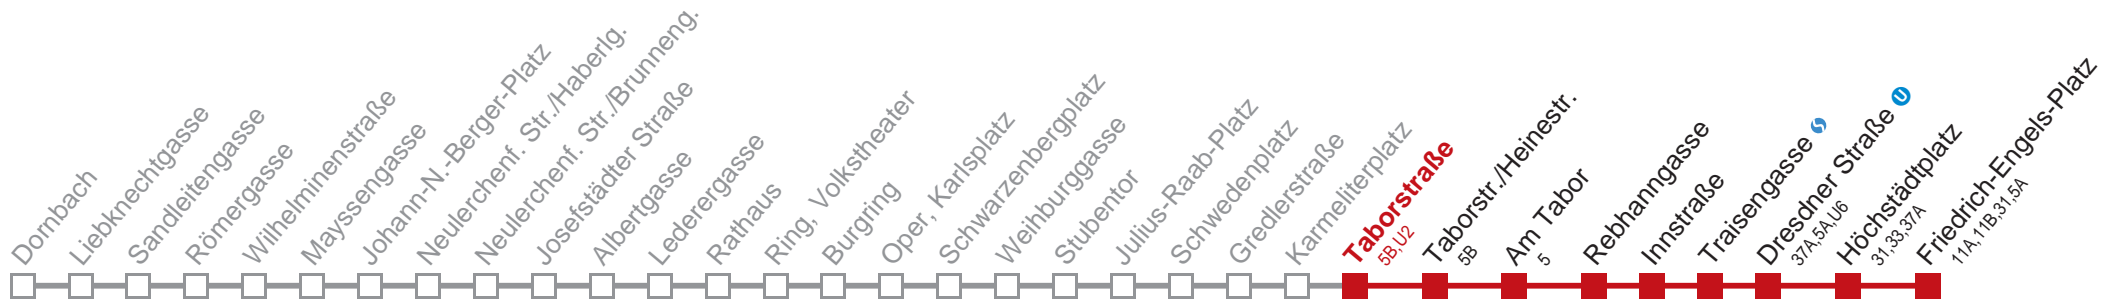 Dornbach
Liebknechtgasse
Sandleitengasse
Römergasse
Wilhelminenstraße
Mayssengasse
Johann-N.-Berger-Platz
Neulerchenf. Str./Haberlg.
Neulerchenf. Str./Brunneng.
Josefstädter Straße
Albertgasse
Lederergasse
Rathaus
Ring, Volkstheater
Burgring
Oper, Karlsplatz
Schwarzenbergplatz
Weihburggasse
Stubentor
Julius-Raab-Platz
Schwedenplatz
Gredlerstraße
Karmeliterplatz
Taborstraße
5B,U2
Taborstr./Heinestr.
5B
Am Tabor
5
Rebhanngasse
Innstraße
Traisengasse S
Dresdner Straße U
37A,5A,U6
Höchstädtplatz
31,33,37A
Friedrich-Engels-Platz
11A,11B,31,5A